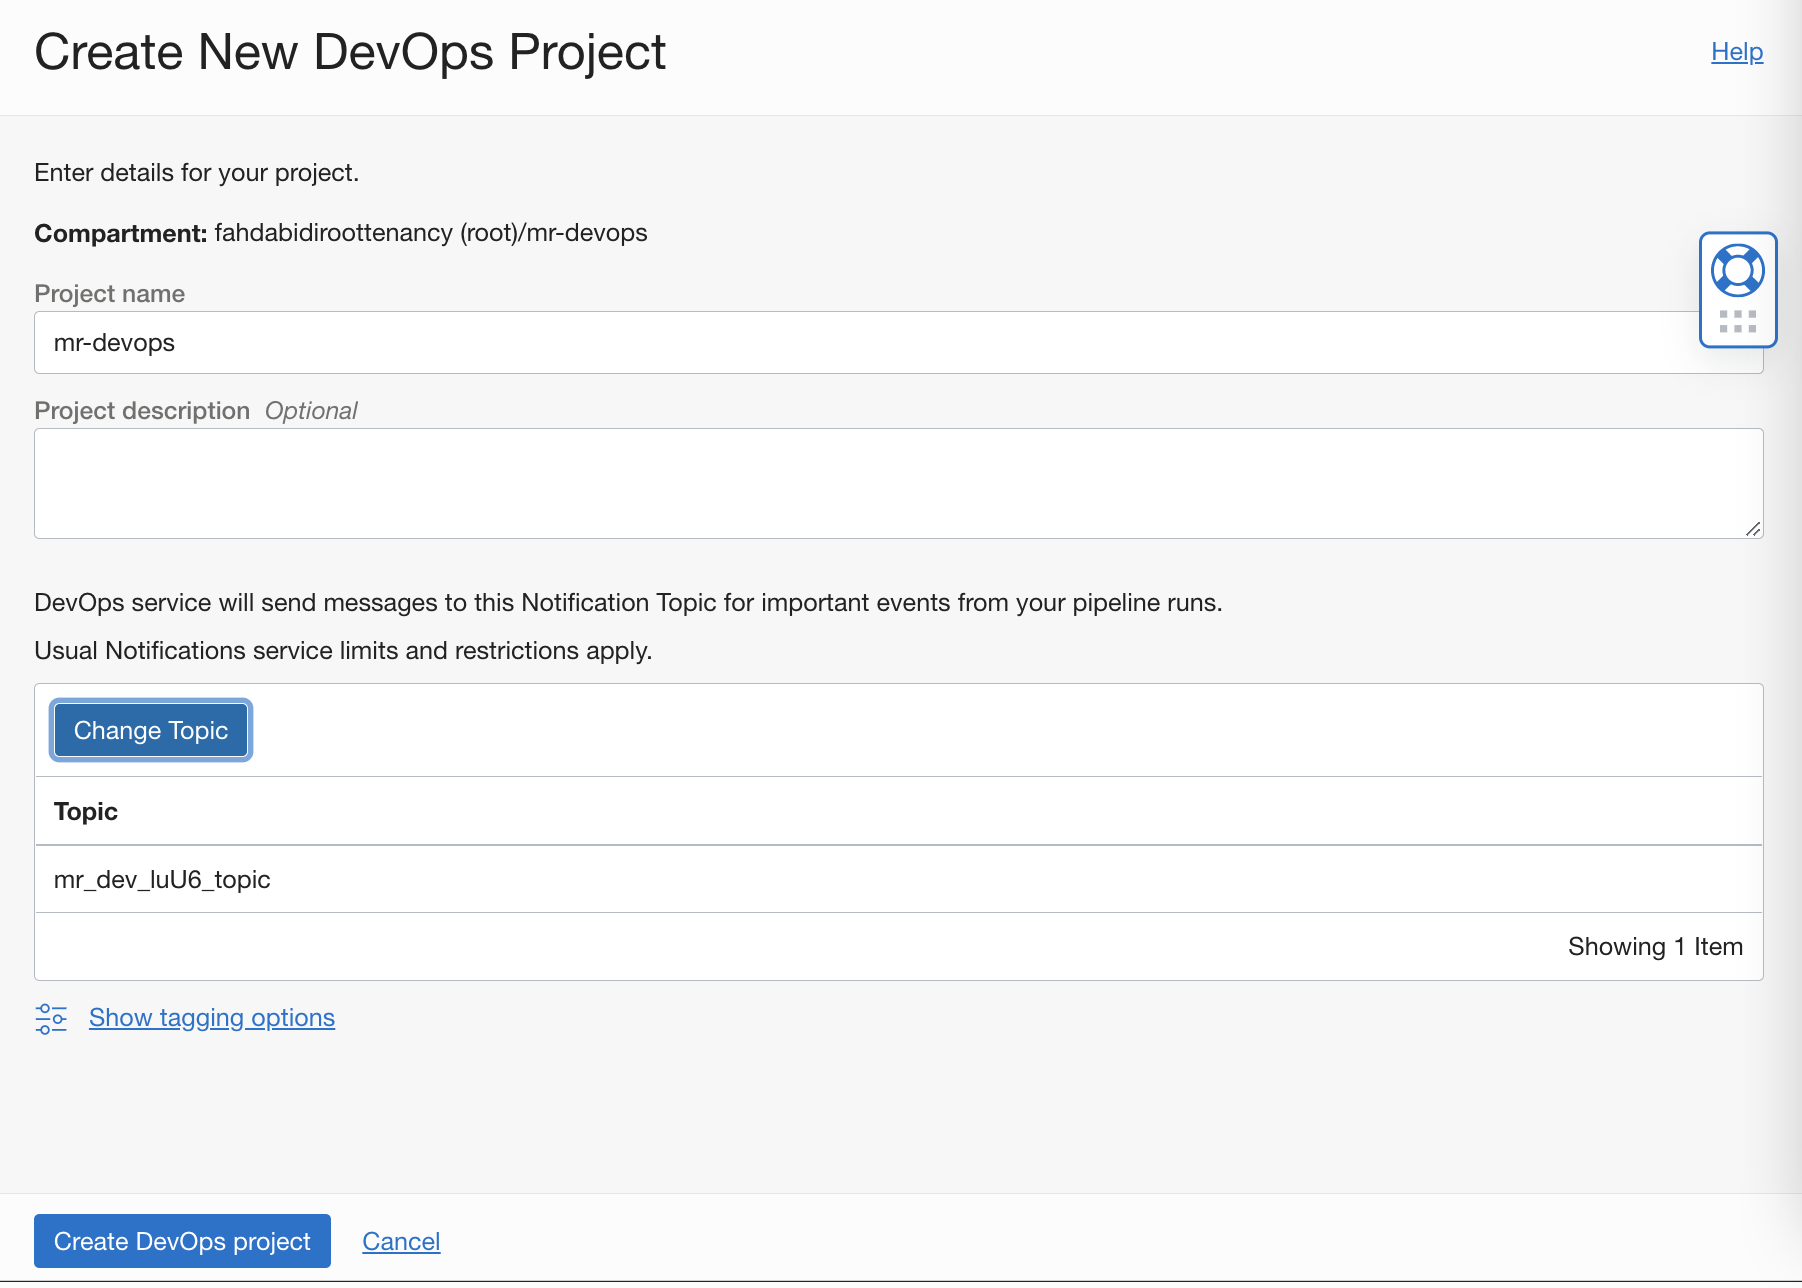 Create New DevOps Project
Help
Enter details for your project.
Compartment: fahdabidiroottenancy (root)/mr-devops
Project name
mr-devops
Project description Optional
DevOps service will send messages to this Notification Topic for important events from your pipeline runs.
Usual Notifications service limits and restrictions apply.
Change Topic
Topic
mr_dev_luU6_topic
Showing 1 Item
Show tagging options
Create DevOps project
Cancel